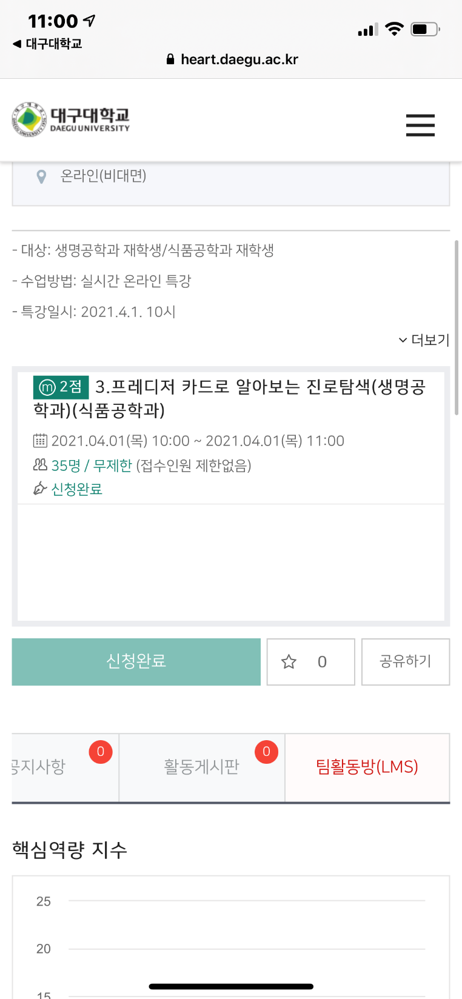 11:00
◀ 대구대학교
heart.daegu.ac.kr
대구대학교
DAEGU UNIVERSITY
온라인(비대면)
- 대상: 생명공학과 재학생/식품공학과 재학생
- 수업방법: 실시간 온라인 특강
- 특강일시: 2021.4.1. 10시
더보기
ⓜ 2점 3.프레디저 카드로 알아보는 진로탐색(생명공
학과)(식품공학과)
2021.04.01(목) 10:00 ~ 2021.04.01(목) 11:00
35명 / 무제한 (접수인원 제한없음)
신청완료
신청완료 0 공유하기
공지사항 0 활동게시판 0 팀활동방(LMS)
핵심역량 지수
25
20
15